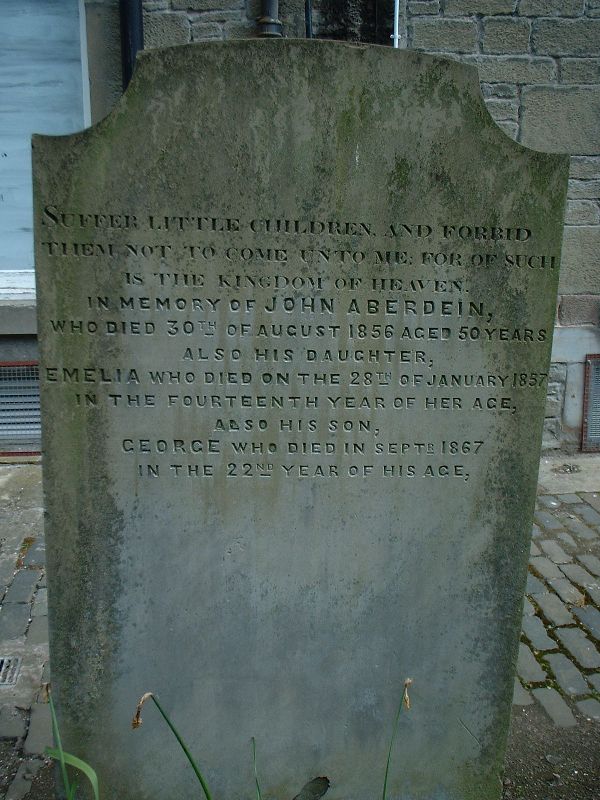 SUFFER LITTLE CHILDREN, AND FORBID
THEM NOT, TO COME UNTO ME; FOR OF SUCH
IS THE KINGDOM OF HEAVEN.
IN MEMORY OF JOHN ABERDEIN,
WHO DIED 30TH OF AUGUST 1856 AGED 50 YEARS
ALSO HIS DAUGHTER,
EMELIA WHO DIED ON THE 28TH OF JANUARY 1857
IN THE FOURTEENTH YEAR OF HER AGE,
ALSO HIS SON,
GEORGE WHO DIED IN SEPTR 1867
IN THE 22ND YEAR OF HIS AGE,